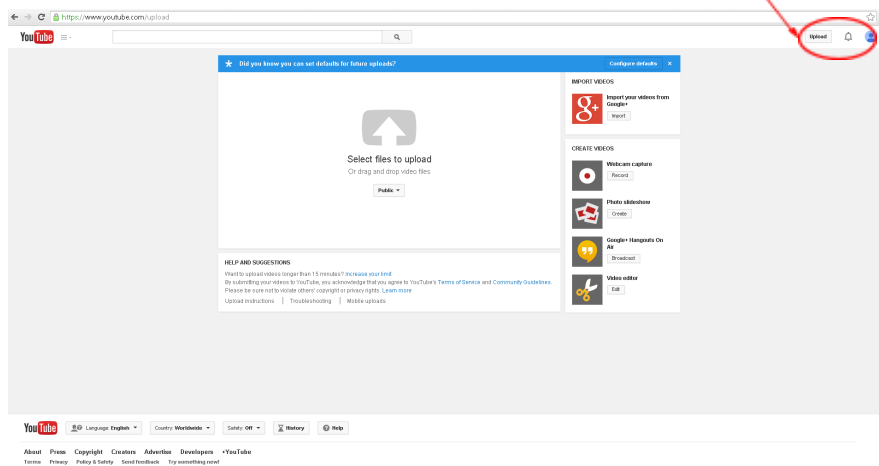 https://www.youtube.com/upload
YouTube
Upload
Did you know you can set defaults for future uploads?
Configure defaults
×
Select files to upload
Or drag and drop video files
Public
IMPORT VIDEOS
Import your videos from
Google+
Import
CREATE VIDEOS
Webcam capture
Record
Photo slideshow
Create
Google+ Hangouts On
Air
Broadcast
Video editor
Edit
HELP AND SUGGESTIONS
Want to upload videos longer than 15 minutes? Increase your limit
By submitting your videos to YouTube, you acknowledge that you agree to YouTube's Terms of Service and Community Guidelines.
Please be sure not to violate others' copyright or privacy rights. Learn more
Upload instructions | Troubleshooting | Mobile uploads
YouTube
Language: English
Country: Worldwide
Safety: Off
History
Help
About Press Copyright Creators Advertise Developers +YouTube
Terms Privacy Policy & Safety Send feedback Try something new!